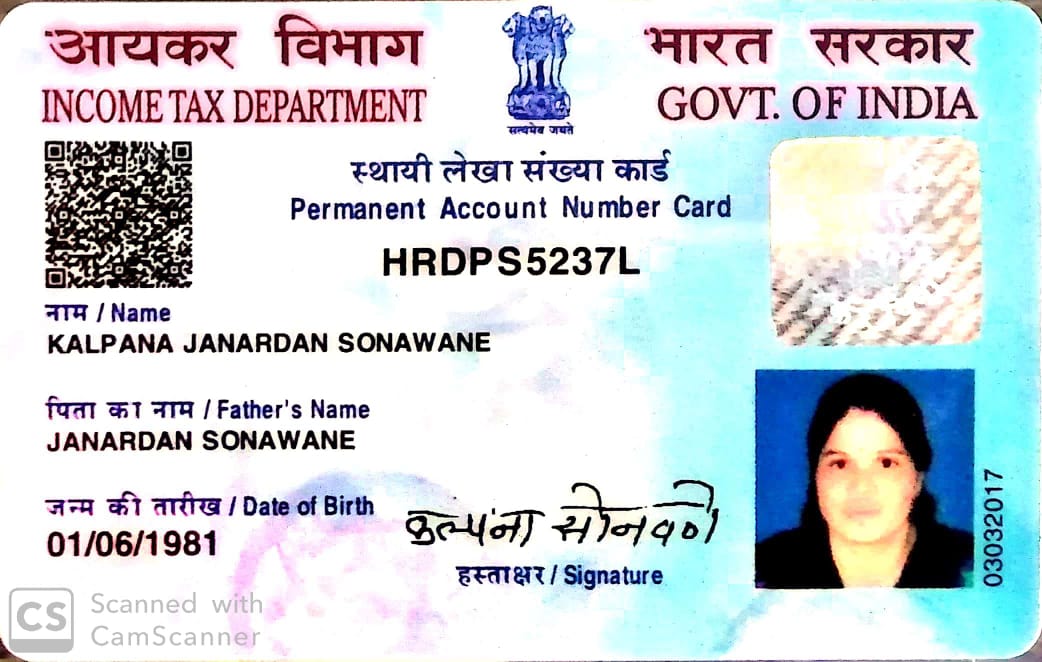 आयकर विभाग
INCOME TAX DEPARTMENT
सत्यमेव जयते
भारत सरकार
GOVT. OF INDIA
स्थायी लेखा संख्या कार्ड
Permanent Account Number Card
HRDPS5237L
नाम / Name
KALPANA JANARDAN SONAWANE
पिता का नाम / Father's Name
JANARDAN SONAWANE
जन्म की तारीख / Date of Birth
01/06/1981
कल्पना सोनवणे
हस्ताक्षर / Signature
03032017
CS Scanned with
CamScanner